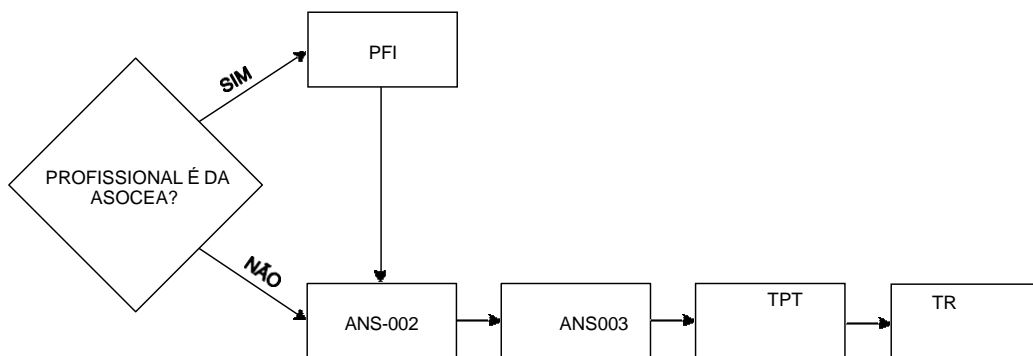 PFI
SIM
PROFISSIONAL É DA
ASOCEA?
NÃO
ANS-002
ANS003
TPT
TR